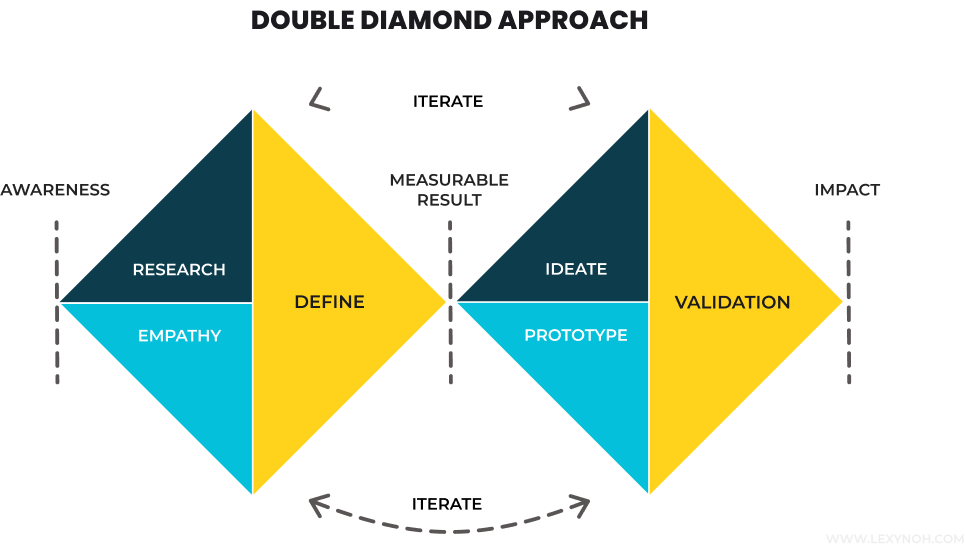 DOUBLE DIAMOND APPROACH
ITERATE
AWARENESS
MEASURABLE
RESULT
IMPACT
RESEARCH
IDEATE
DEFINE
VALIDATION
EMPATHY
PROTOTYPE
ITERATE
WWW.LEXYNOH.COM